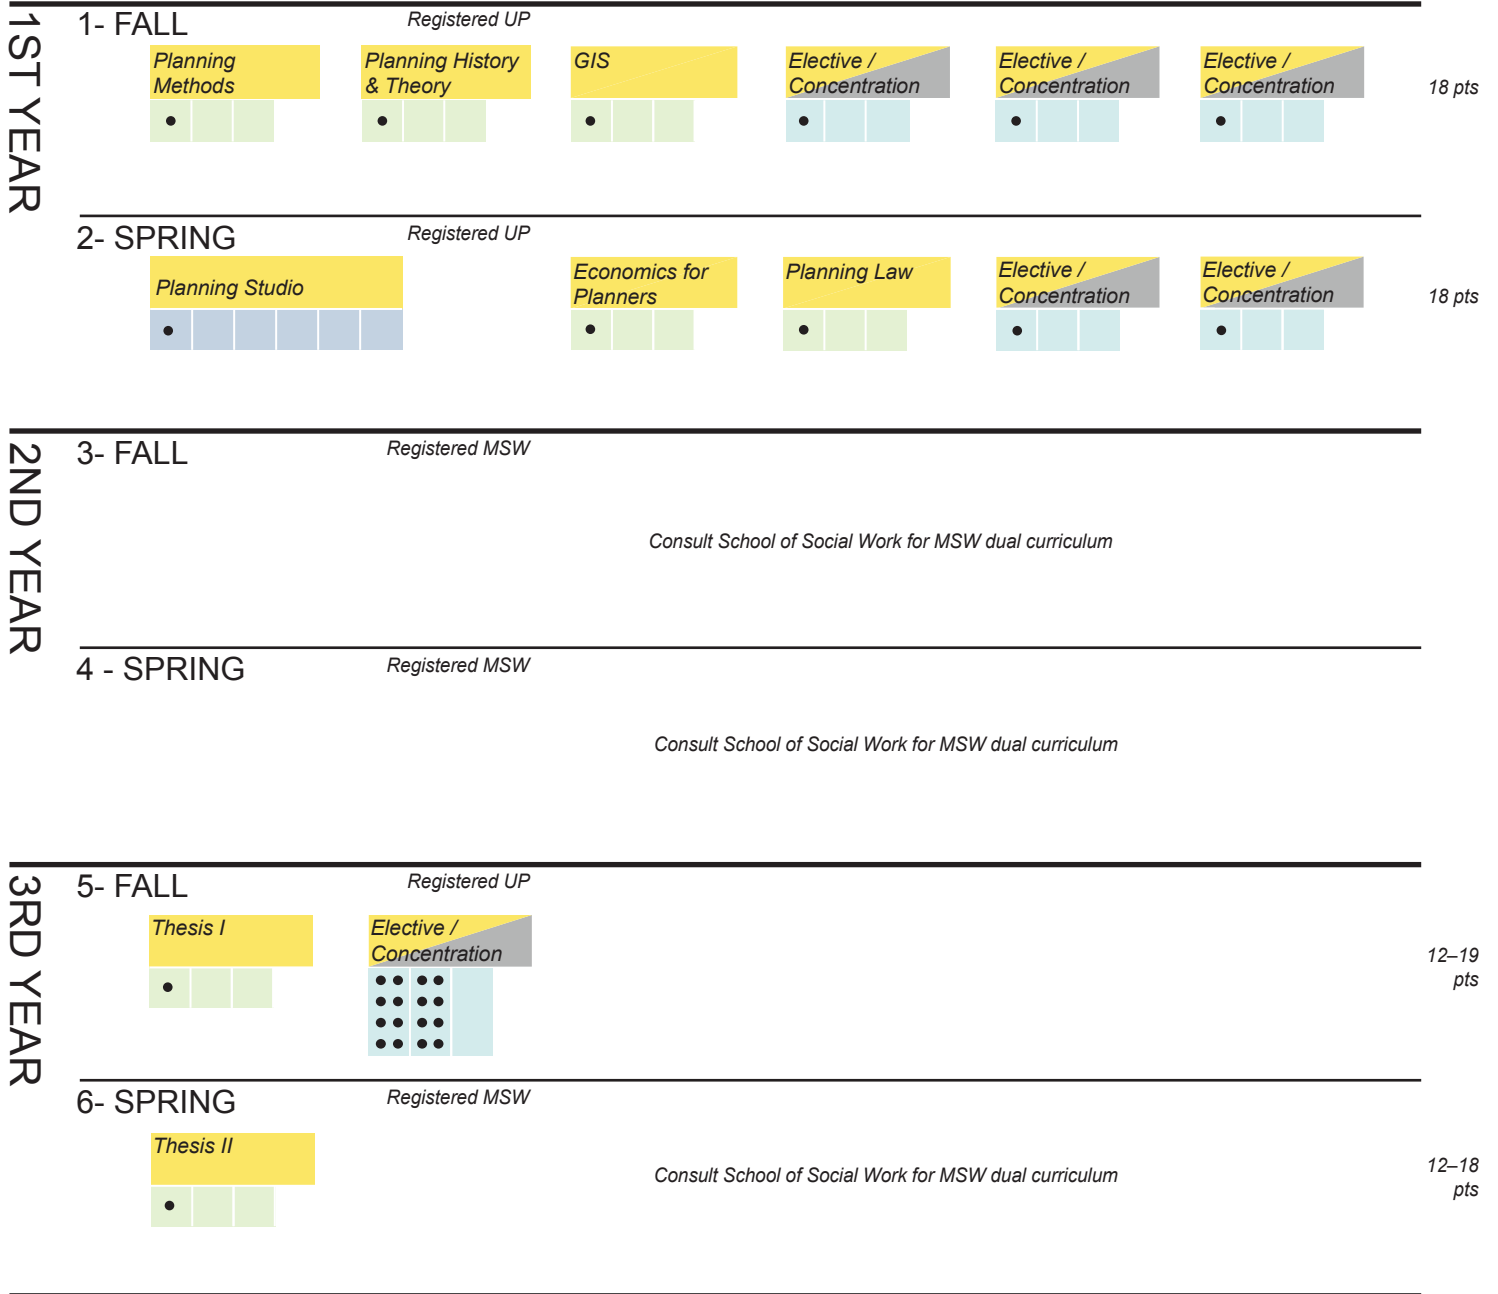 1ST YEAR
1- FALL
Registered UP
Planning
Methods
Planning History
& Theory
GIS
Elective /
Concentration
Elective /
Concentration
Elective /
Concentration
18 pts
2- SPRING
Registered UP
Planning Studio
Economics for
Planners
Planning Law
Elective /
Concentration
Elective /
Concentration
18 pts
2ND YEAR
3- FALL
Registered MSW
Consult School of Social Work for MSW dual curriculum
4 - SPRING
Registered MSW
Consult School of Social Work for MSW dual curriculum
3RD YEAR
5- FALL
Registered UP
Thesis I
Elective /
Concentration
12–19
pts
6- SPRING
Registered MSW
Thesis II
Consult School of Social Work for MSW dual curriculum
12–18
pts